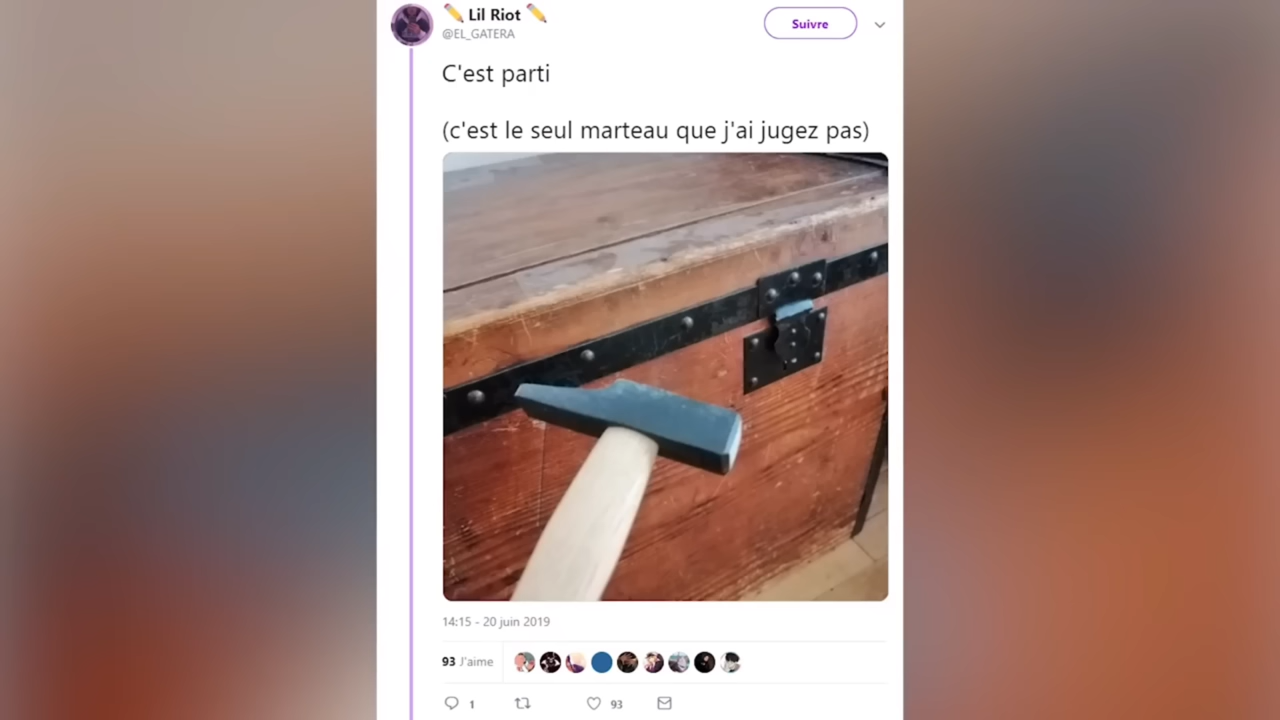 ✏️ Lil Riot ✏️
@EL_GATERA
Suivre
C'est parti
(c'est le seul marteau que j'ai jugez pas)
14:15 - 20 juin 2019
93 J'aime
1
93